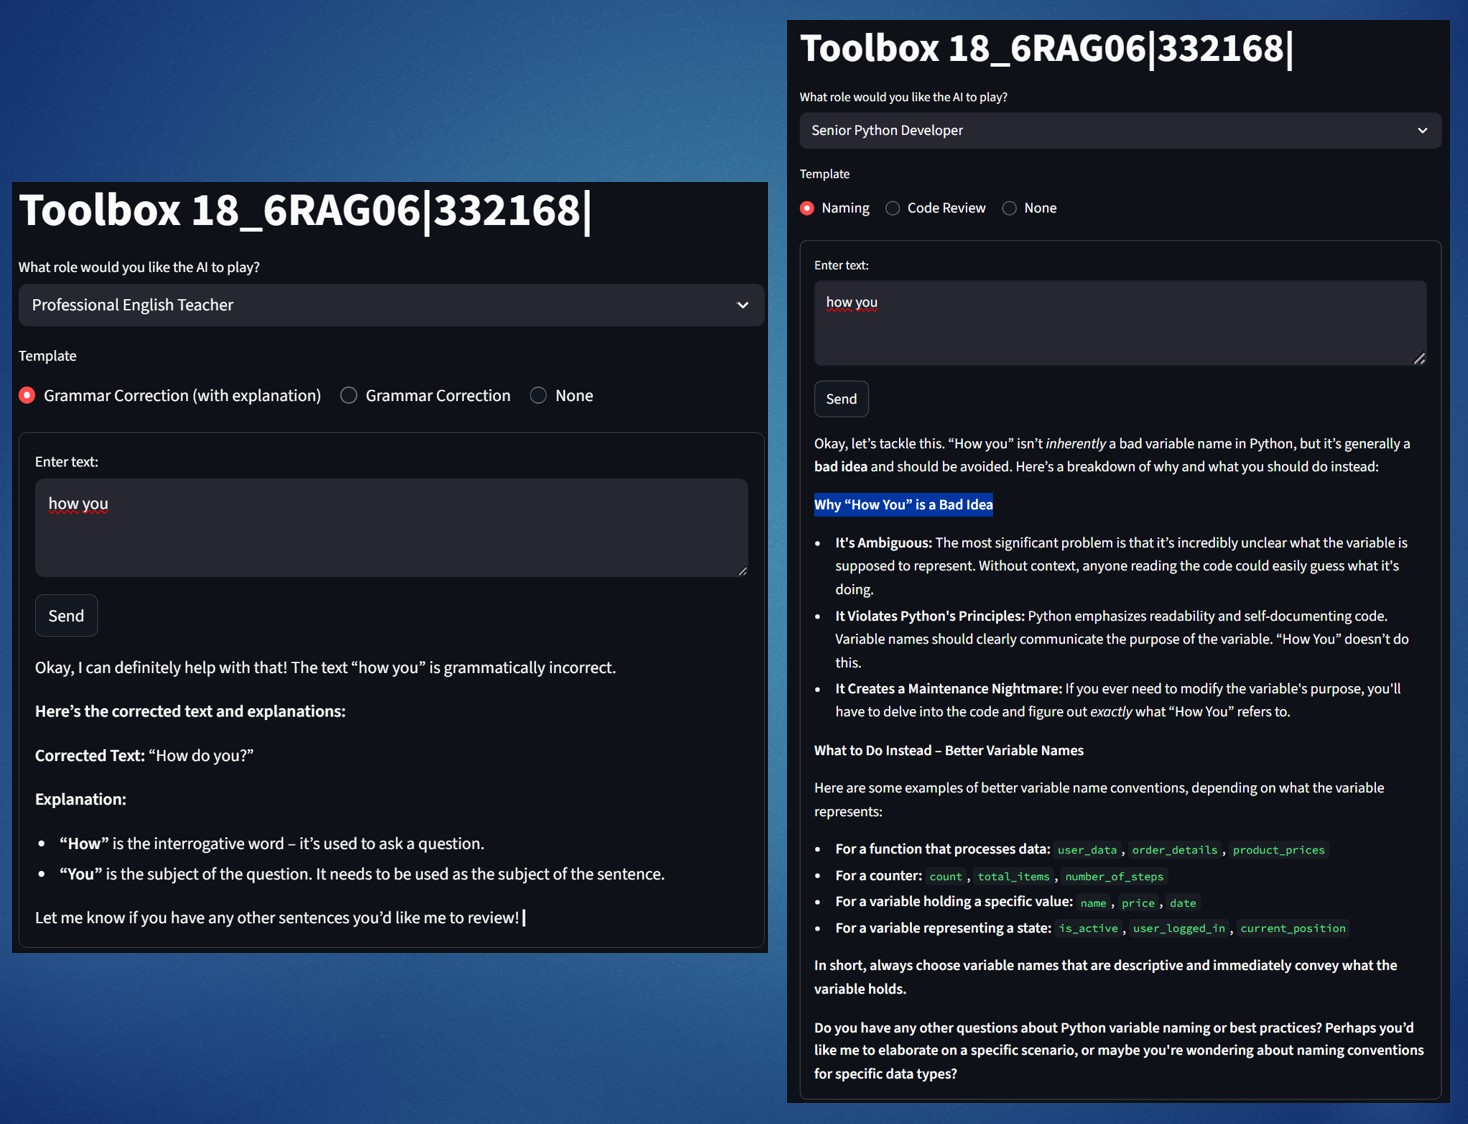 Toolbox 18_6RAG06|332168|
What role would you like the AI to play?
Professional English Teacher
Template
Grammar Correction (with explanation) Grammar Correction None
Enter text:
how you
Send
Okay, I can definitely help with that! The text “how you” is grammatically incorrect.
Here’s the corrected text and explanations:
Corrected Text: “How do you?”
Explanation:
• “How” is the interrogative word – it’s used to ask a question.
• “You” is the subject of the question. It needs to be used as the subject of the sentence.
Let me know if you have any other sentences you’d like me to review!
Toolbox 18_6RAG06|332168|
What role would you like the AI to play?
Senior Python Developer
Template
Naming Code Review None
Enter text:
how you
Send
Okay, let’s tackle this. “How you” isn’t inherently a bad variable name in Python, but it’s generally a
bad idea and should be avoided. Here’s a breakdown of why and what you should do instead:
Why “How You” is a Bad Idea
• It's Ambiguous: The most significant problem is that it’s incredibly unclear what the variable is
supposed to represent. Without context, anyone reading the code could easily guess what it's
doing.
• It Violates Python's Principles: Python emphasizes readability and self-documenting code.
Variable names should clearly communicate the purpose of the variable. “How You” doesn’t do
this.
• It Creates a Maintenance Nightmare: If you ever need to modify the variable's purpose, you'll
have to delve into the code and figure out exactly what “How You” refers to.
What to Do Instead – Better Variable Names
Here are some examples of better variable name conventions, depending on what the variable
represents:
• For a function that processes data: user_data , order_details , product_prices
• For a counter: count , total_items , number_of_steps
• For a variable holding a specific value: name , price , date
• For a variable representing a state: is_active , user_logged_in , current_position
In short, always choose variable names that are descriptive and immediately convey what the
variable holds.
Do you have any other questions about Python variable naming or best practices? Perhaps you’d
like me to elaborate on a specific scenario, or maybe you're wondering about naming conventions
for specific data types?